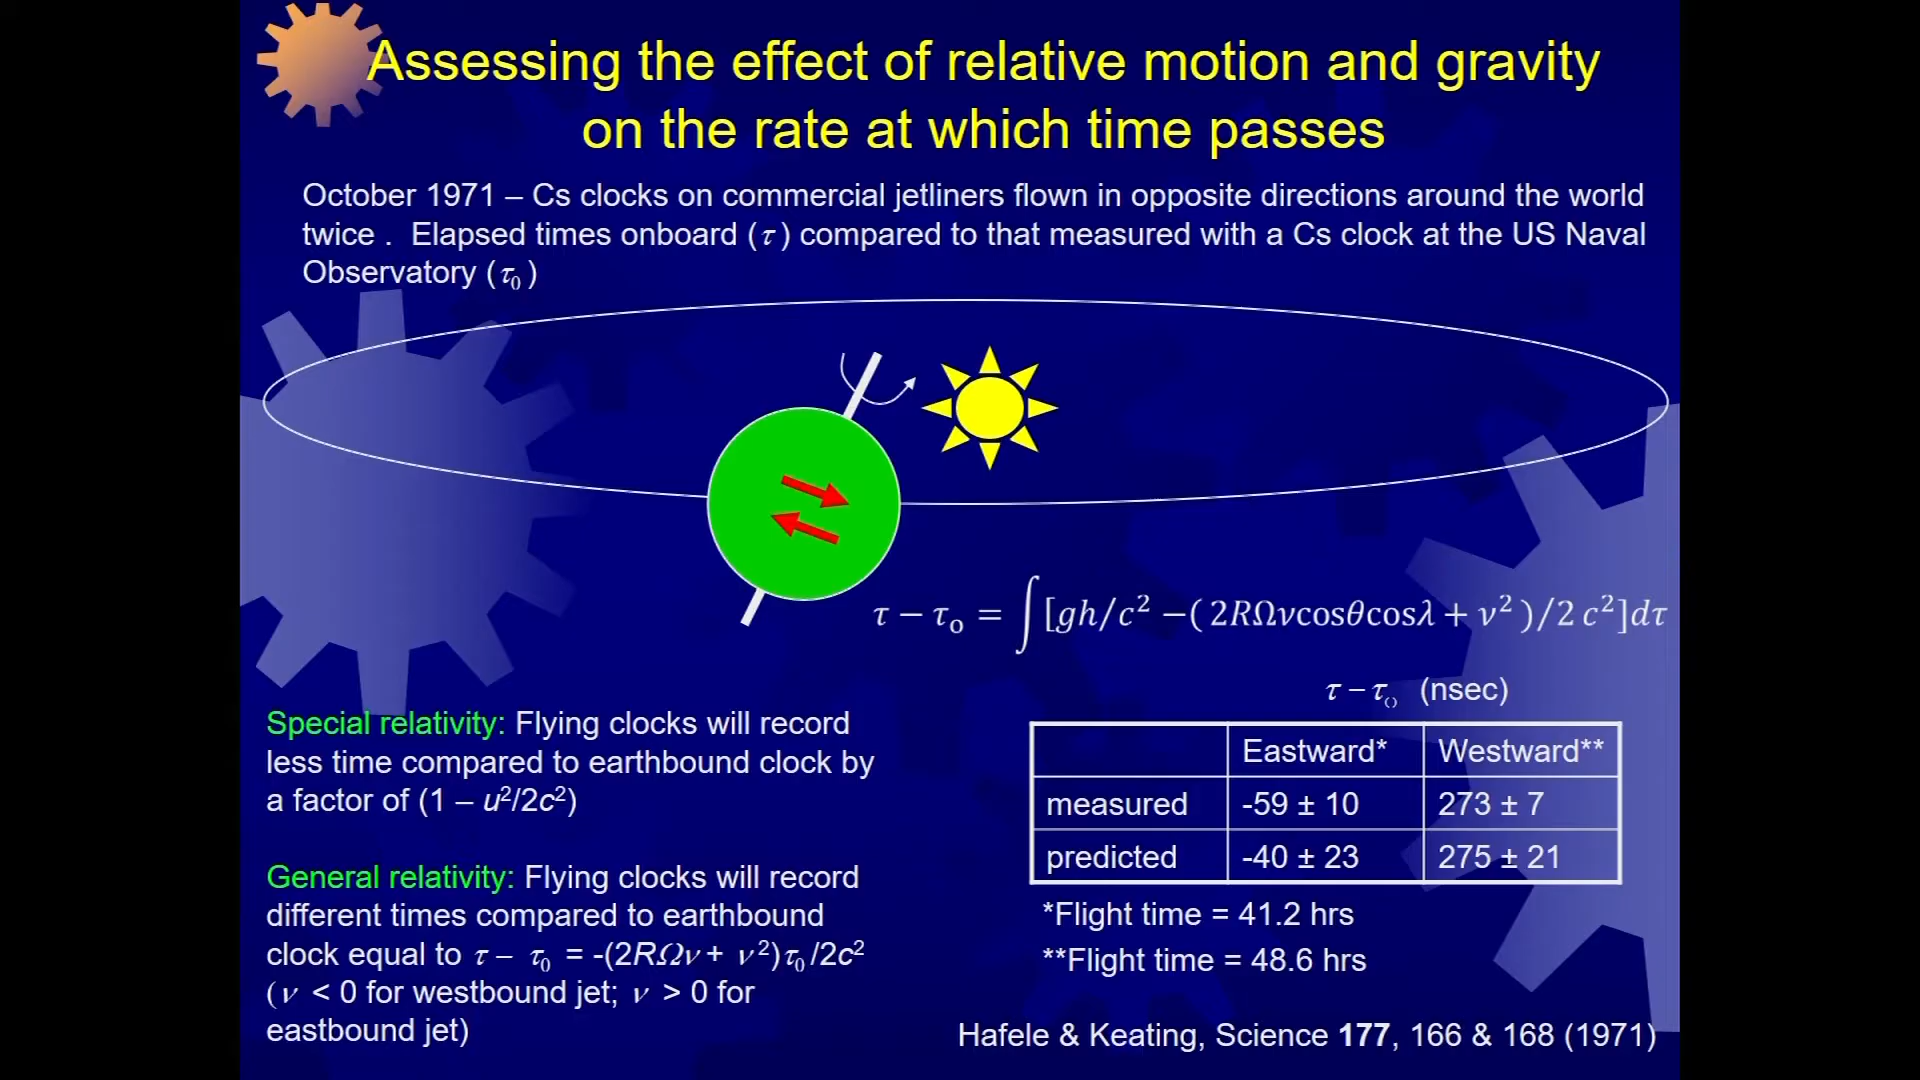 Assessing the effect of relative motion and gravity
on the rate at which time passes
October 1971 – Cs clocks on commercial jetliners flown in opposite directions around the world
twice .  Elapsed times onboard (τ ) compared to that measured with a Cs clock at the US Naval
Observatory ( τ₀ )
τ − τₒ = ∫ [gh/c² −( 2RΩνcosθcosλ + ν² )/2 c²]dτ
Special relativity: Flying clocks will record
less time compared to earthbound clock by
a factor of (1 – u²/2c²)
General relativity: Flying clocks will record
different times compared to earthbound
clock equal to τ – τ₀ = -(2RΩν + ν²)τ₀ /2c²
(ν < 0 for westbound jet; ν > 0 for
eastbound jet)
τ − τ₀ (nsec)
Eastward* Westward**
measured -59 ± 10 273 ± 7
predicted -40 ± 23 275 ± 21
*Flight time = 41.2 hrs
**Flight time = 48.6 hrs
Hafele & Keating, Science 177, 166 & 168 (1971)